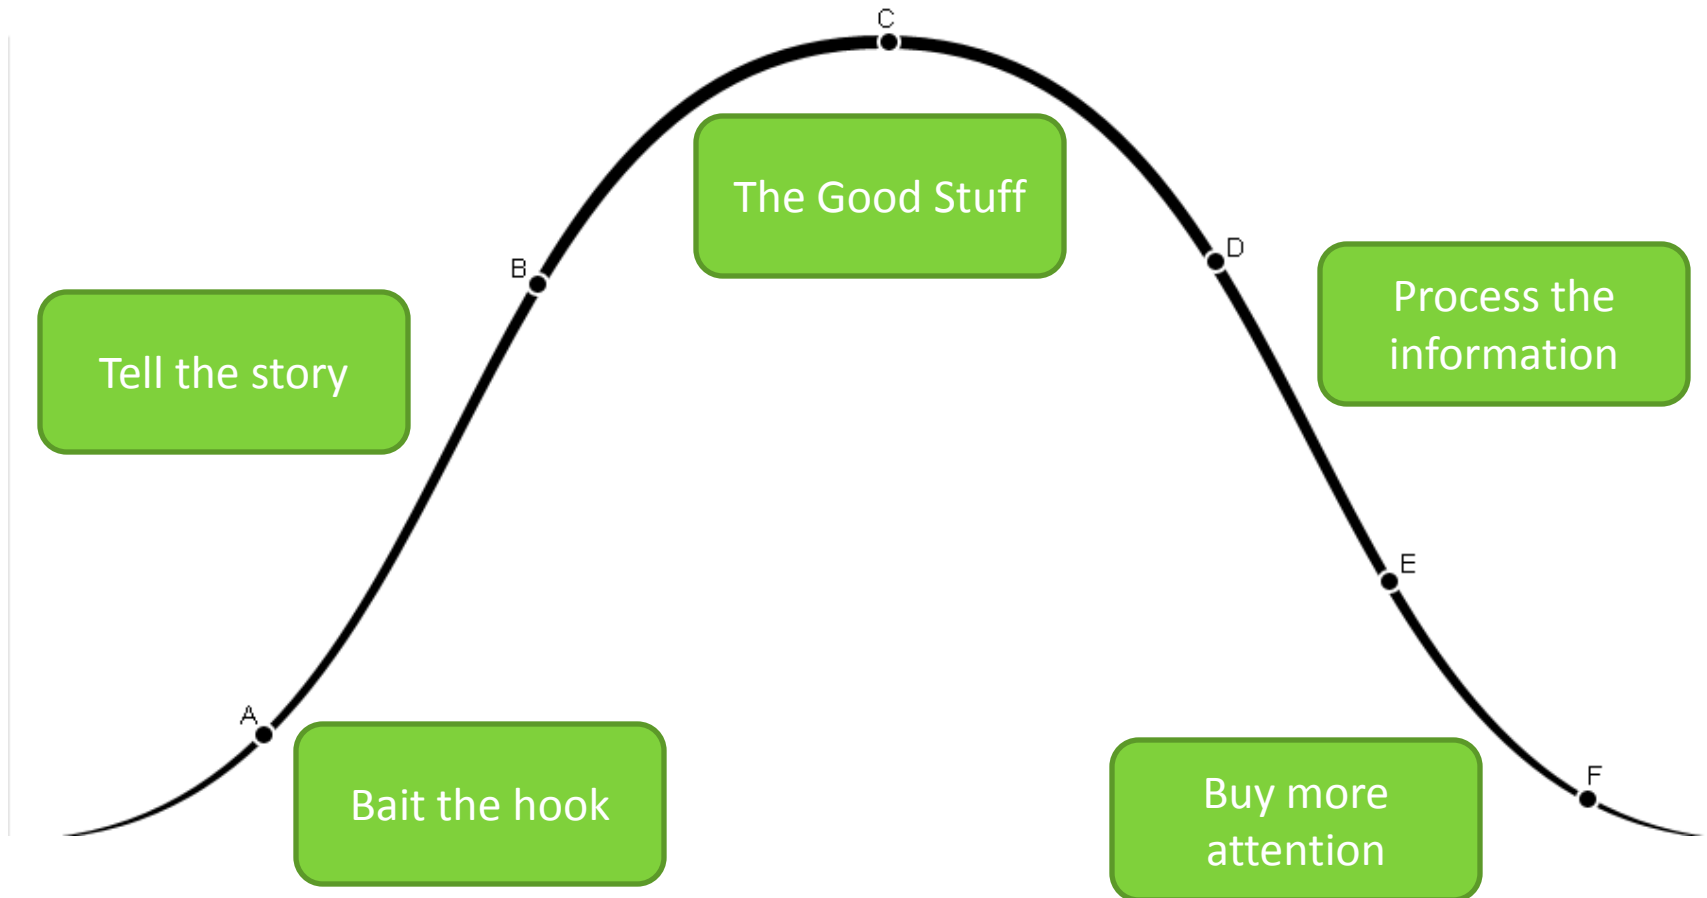 C
The Good Stuff
B
D
Process the
information
Tell the story
E
A
Bait the hook
F
Buy more
attention